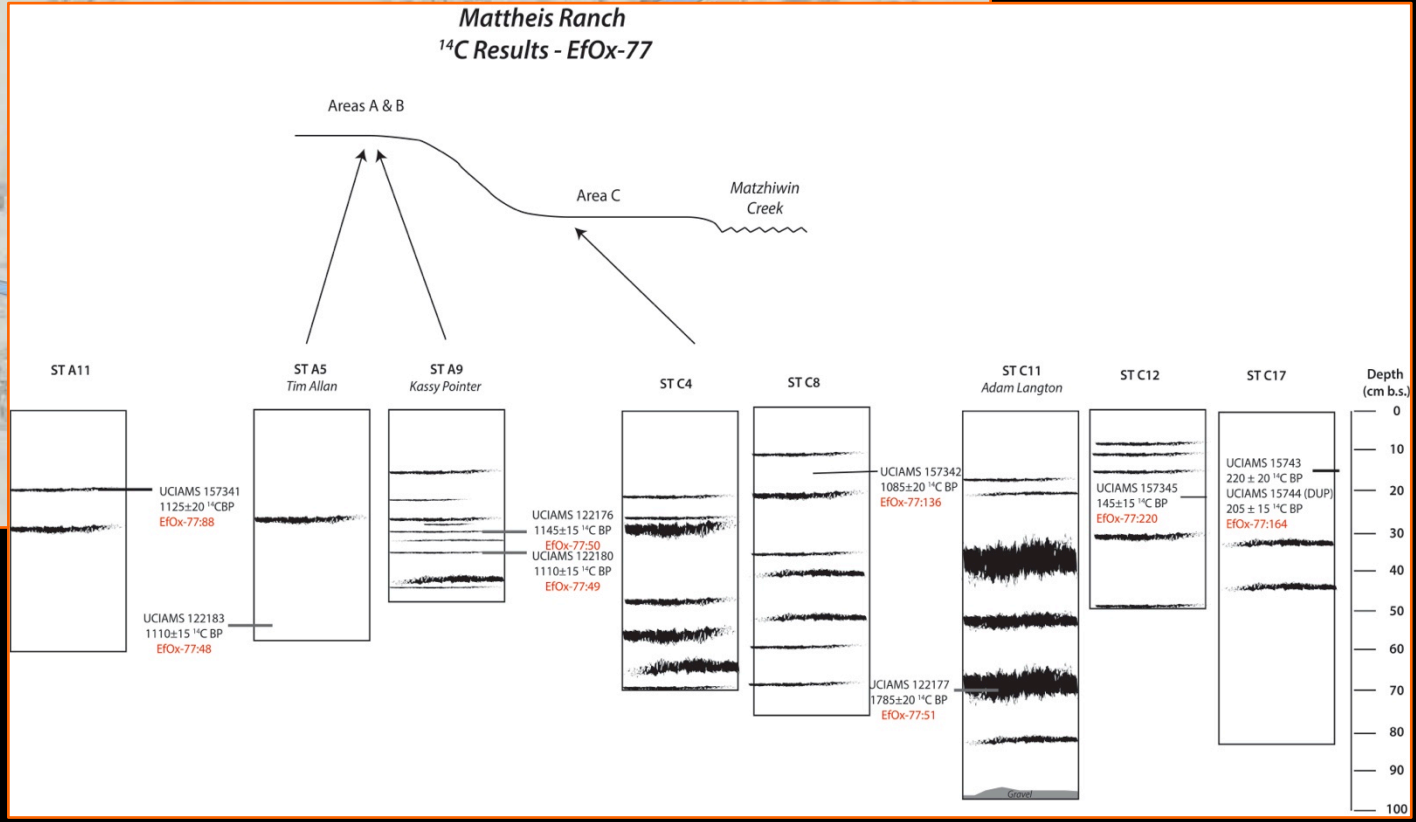 Mattheis Ranch
¹⁴C Results - EfOx-77
Areas A & B
Area C
Matzhiwin
Creek
ST A11
ST A5
Tim Allan
ST A9
Kassy Pointer
ST C4
ST C8
ST C11
Adam Langton
ST C12
ST C17
Depth
(cm b.s.)
UCIAMS 157341
1125±20 ¹⁴CBP
EfOx-77:88
UCIAMS 122183
1110±15 ¹⁴C BP
EfOx-77:48
UCIAMS 122176
1145±15 ¹⁴C BP
EfOx-77:50
UCIAMS 122180
1110±15 ¹⁴C BP
EfOx-77:49
UCIAMS 157342
1085±20 ¹⁴C BP
EfOx-77:136
UCIAMS 122177
1785±20 ¹⁴C BP
EfOx-77:51
Gravel
UCIAMS 157345
145±15 ¹⁴C BP
EfOx-77:220
UCIAMS 15743
220 ± 20 ¹⁴C BP
UCIAMS 15744 (DUP)
205 ± 15 ¹⁴C BP
EfOx-77:164
0
10
20
30
40
50
60
70
80
90
100